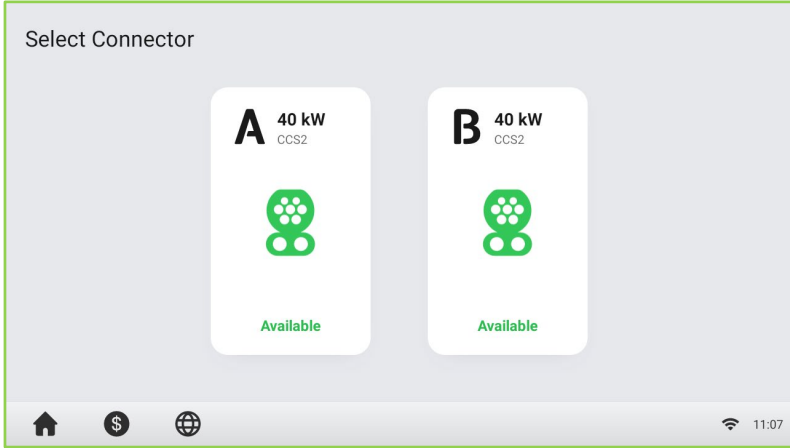 Select Connector
A 40 kW
CCS2
Available
B 40 kW
CCS2
Available
$
11:07